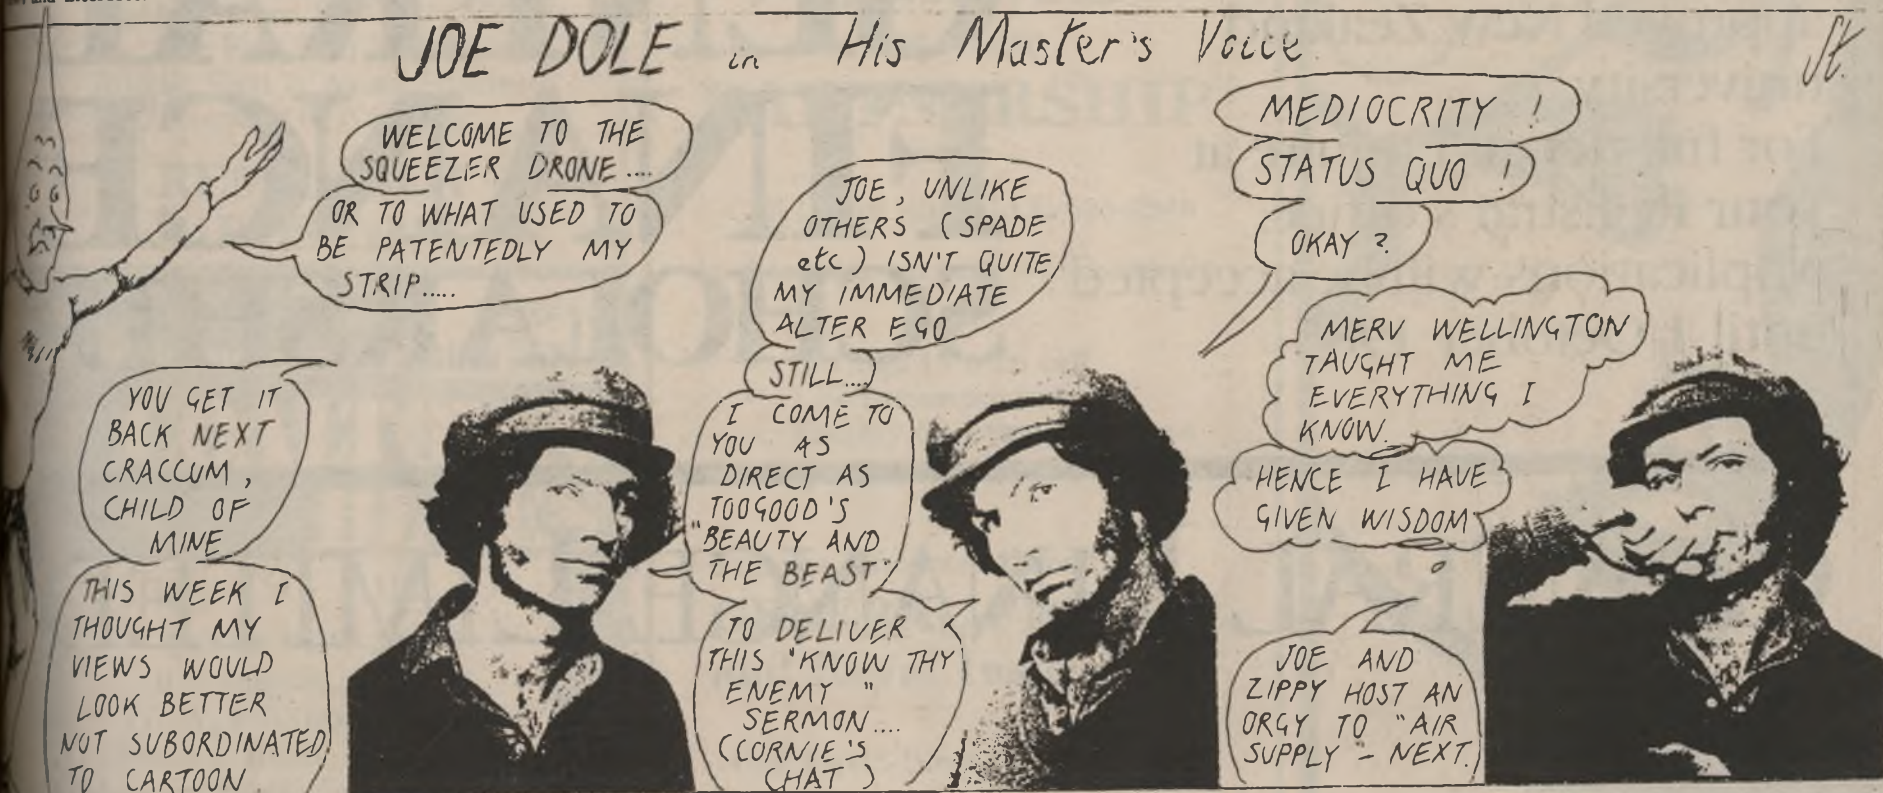 JOE DOLE in His Master's Voice
St.
WELCOME TO THE
SQUEEZER DRONE ....
OR TO WHAT USED TO
BE PATENTEDLY MY
STRIP.....
YOU GET IT
BACK NEXT
CRACCUM,
CHILD OF
MINE
THIS WEEK I
THOUGHT MY
VIEWS WOULD
LOOK BETTER
NOT SUBORDINATED
TO CARTOON.
JOE, UNLIKE
OTHERS (SPADE
etc) ISN'T QUITE
MY IMMEDIATE
ALTER EGO
STILL....
I COME TO
YOU AS
DIRECT AS
TOOGOOD'S
"BEAUTY AND
THE BEAST"
TO DELIVER
THIS "KNOW THY
ENEMY"
SERMON....
(CORNIE'S
CHAT)
MEDIOCRITY!
STATUS QUO!
OKAY?
MERV WELLINGTON
TAUGHT ME
EVERYTHING I
KNOW.
HENCE I HAVE
GIVEN WISDOM
JOE AND
ZIPPY HOST AN
ORGY TO "AIR
SUPPLY" - NEXT.